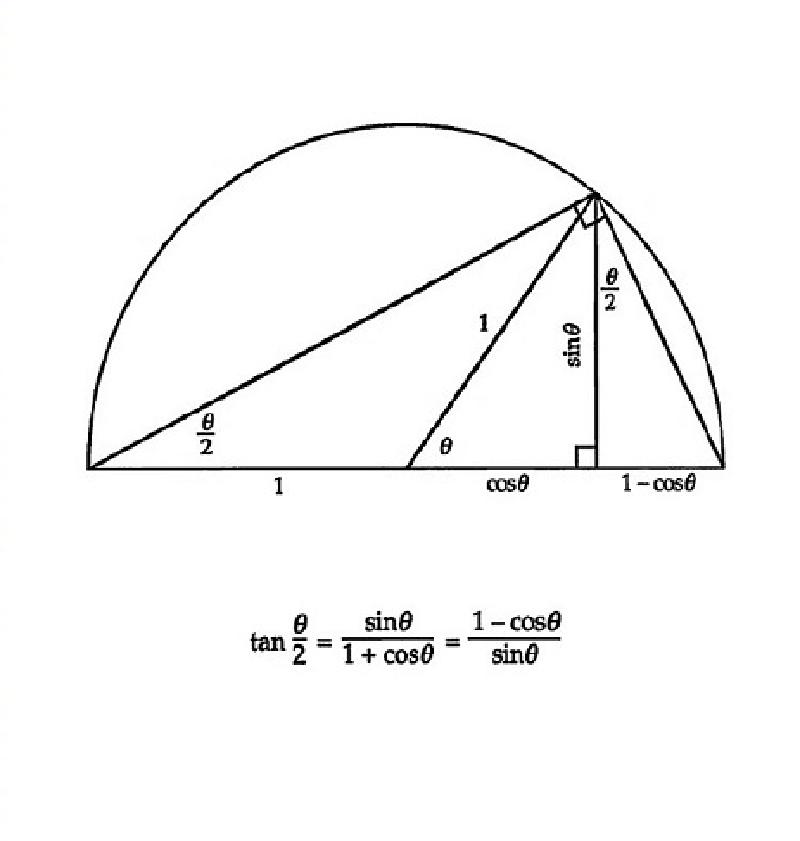 θ/2
1
sinθ
θ/2
θ
1
cosθ
1 − cosθ
tan θ/2 = sinθ/1 + cosθ = 1 − cosθ/sinθ